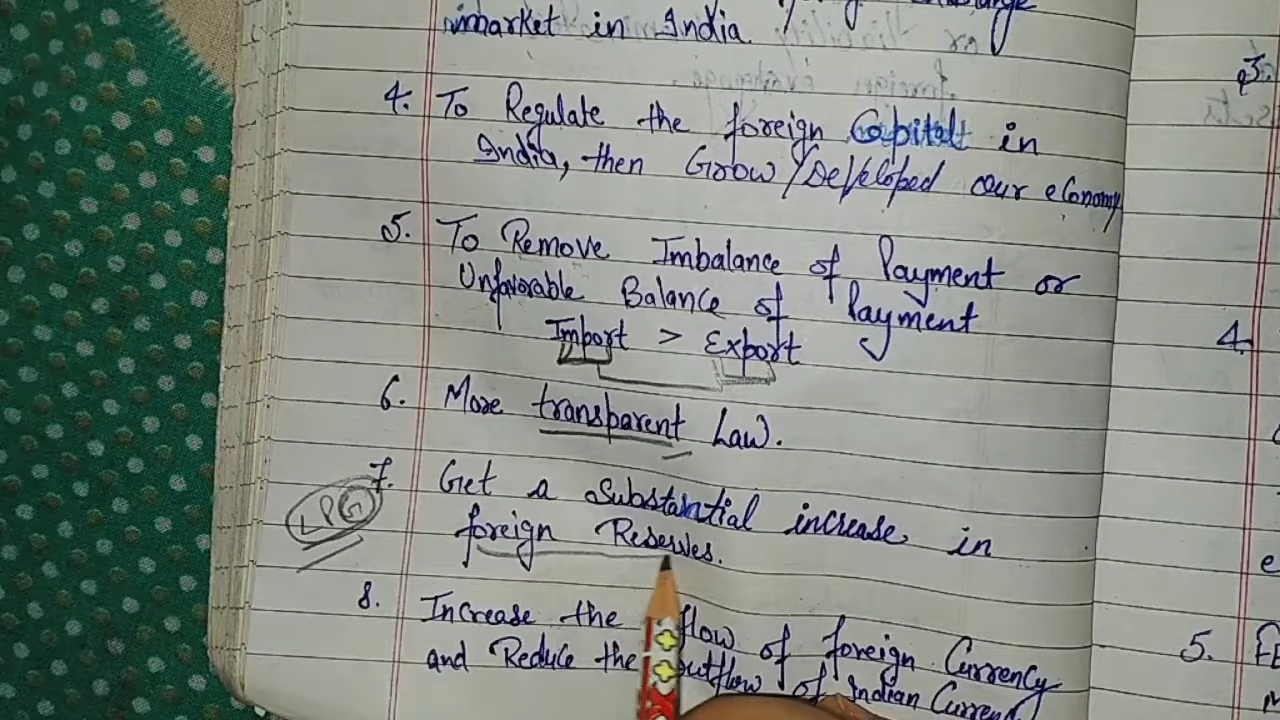 market in India.
4. To Regulate the foreign Capital in
India, then Grow/Developed our economy
5. To Remove Imbalance of Payment or
Unfavorable Balance of Payment
Import > Export
6. More transparent Law.
7. Get a Substantial increase in
LPG
foreign Reserves.
8. Increase the flow of foreign Currency
and Reduce the outflow of Indian
3.
4.
5.